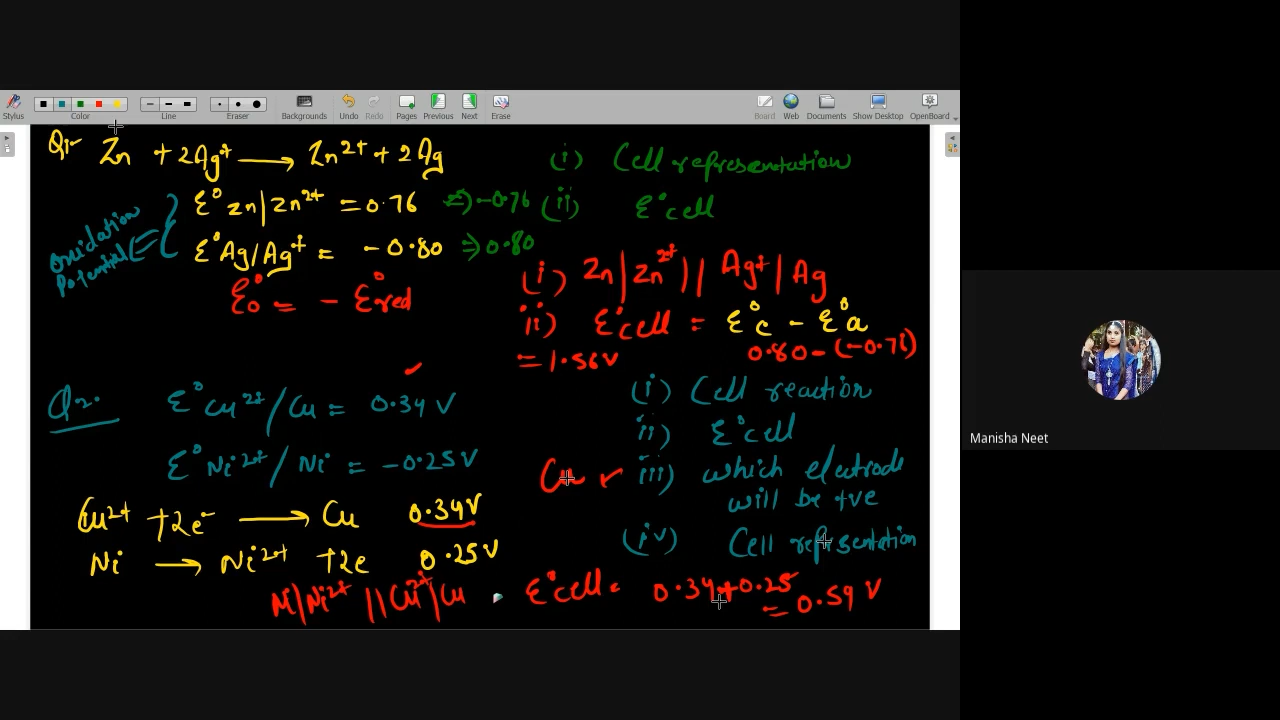 Stylus
Color
Line
Eraser
Backgrounds
Undo
Redo
Pages
Previous
Next
Erase
Board
Web
Documents
Show Desktop
OpenBoard
Q1- Zn + 2Ag+ ⟶ Zn2+ + 2Ag
(i) Cell representation
oxidation potential
E° Zn|Zn2+ = 0.76 ⇒ -0.76
(ii) E°cell
E° Ag/Ag+ = - 0.80 ⇒ 0.80
E°o = - E°red
(i) Zn|Zn2+||Ag+|Ag
ii) E°cell = E°c - E°a
= 1.56V
0.80-(-0.76)
Q2. E° Cu2+/Cu = 0.34 V
(i) Cell reaction
ii) E°cell
E° Ni2+/Ni = -0.25V
Cu ✓ iii) which electrode
will be +ve
Cu2+ +2e- ⟶ Cu 0.34V
(iv) Cell representation
Ni ⟶ Ni2+ +2e 0.25V
Ni|Ni2+||Cu2+|Cu . E°cell = 0.34+0.25
= 0.59 V
Manisha Neet